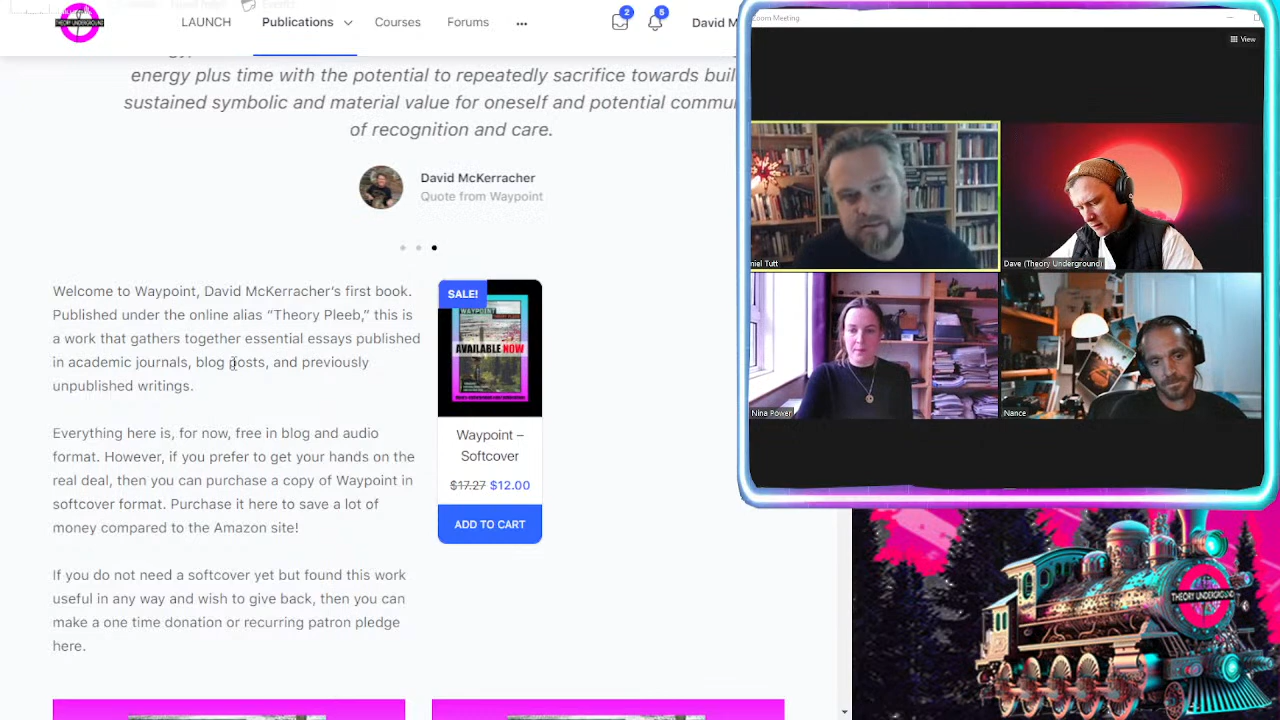 THEORY UNDERGROUND
LAUNCH
Publications
Courses
Forums
...
2
5
David M
energy plus time with the potential to repeatedly sacrifice towards buil
sustained symbolic and material value for oneself and potential commu
of recognition and care.
David McKerracher
Quote from Waypoint
Welcome to Waypoint, David McKerracher’s first book.
Published under the online alias “Theory Pleeb,” this is
a work that gathers together essential essays published
in academic journals, blog posts, and previously
unpublished writings.
Everything here is, for now, free in blog and audio
format. However, if you prefer to get your hands on the
real deal, then you can purchase a copy of Waypoint in
softcover format. Purchase it here to save a lot of
money compared to the Amazon site!
If you do not need a softcover yet but found this work
useful in any way and wish to give back, then you can
make a one time donation or recurring patron pledge
here.
SALE!
WAYPOINT
AVAILABLE NOW
Waypoint –
Softcover
$17.27 $12.00
ADD TO CART
oom Meeting
View
niel Tutt
Dave (Theory Underground)
Nina Power
Nance
THEORY UNDERGROUND